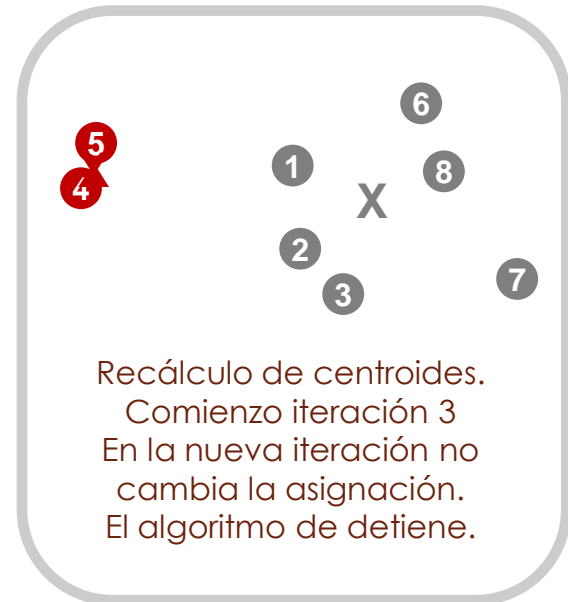 6
5
1
8
4
X
2
7
3
Recálculo de centroides.
Comienzo iteración 3
En la nueva iteración no
cambia la asignación.
El algoritmo de detiene.